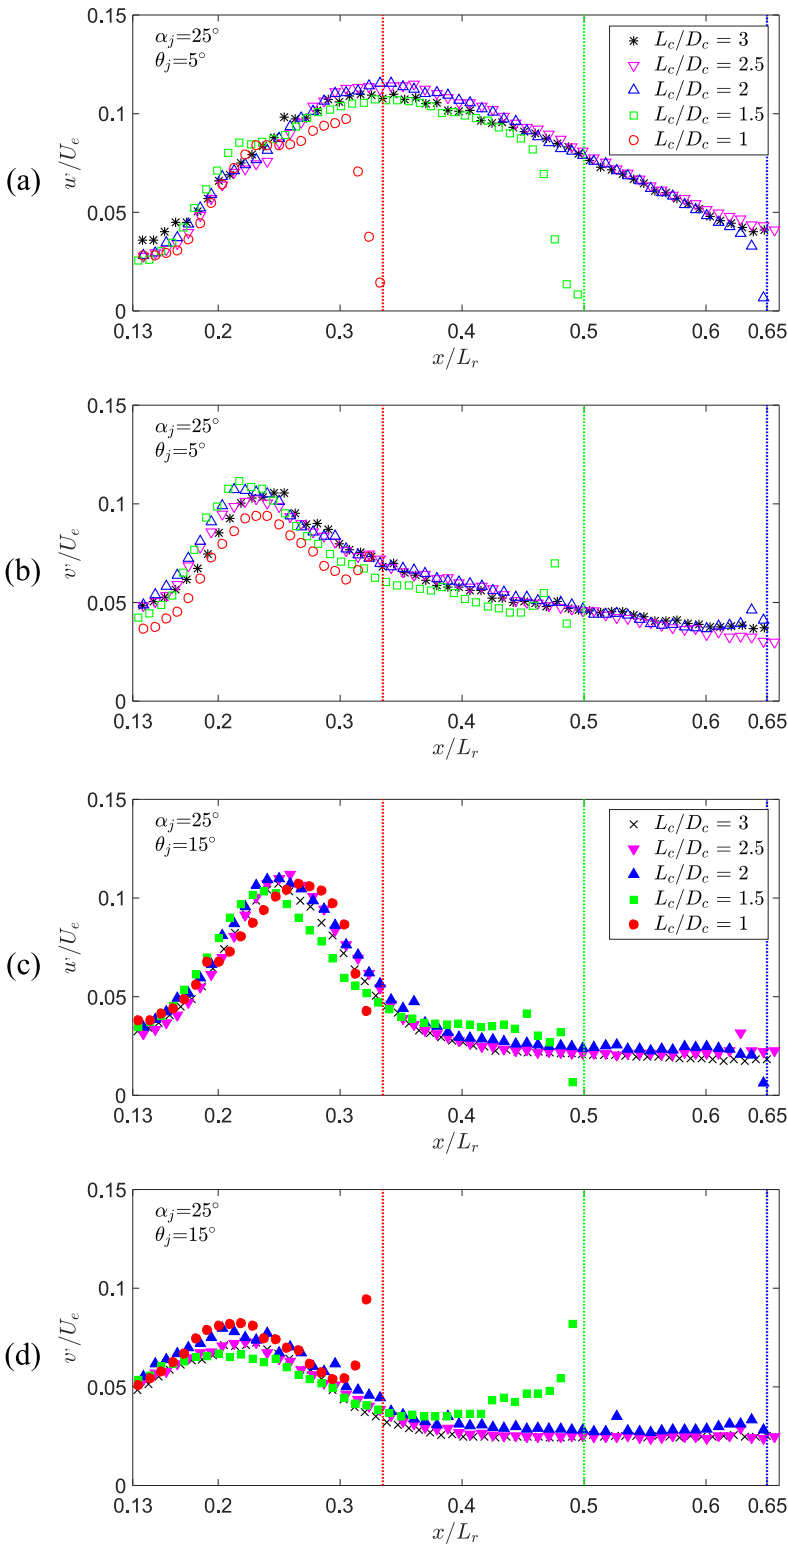 (a)
α_j=25°
θ_j=5°
L_c/D_c = 3
L_c/D_c = 2.5
L_c/D_c = 2
L_c/D_c = 1.5
L_c/D_c = 1
u'/U_e
0.15
0.1
0.05
0
0.13 0.2 0.3 0.4 0.5 0.6 0.65
x/L_r
(b)
α_j=25°
θ_j=5°
v'/U_e
0.15
0.1
0.05
0
0.13 0.2 0.3 0.4 0.5 0.6 0.65
x/L_r
(c)
α_j=25°
θ_j=15°
L_c/D_c = 3
L_c/D_c = 2.5
L_c/D_c = 2
L_c/D_c = 1.5
L_c/D_c = 1
u'/U_e
0.15
0.1
0.05
0
0.13 0.2 0.3 0.4 0.5 0.6 0.65
x/L_r
(d)
α_j=25°
θ_j=15°
v'/U_e
0.15
0.1
0.05
0
0.13 0.2 0.3 0.4 0.5 0.6 0.65
x/L_r